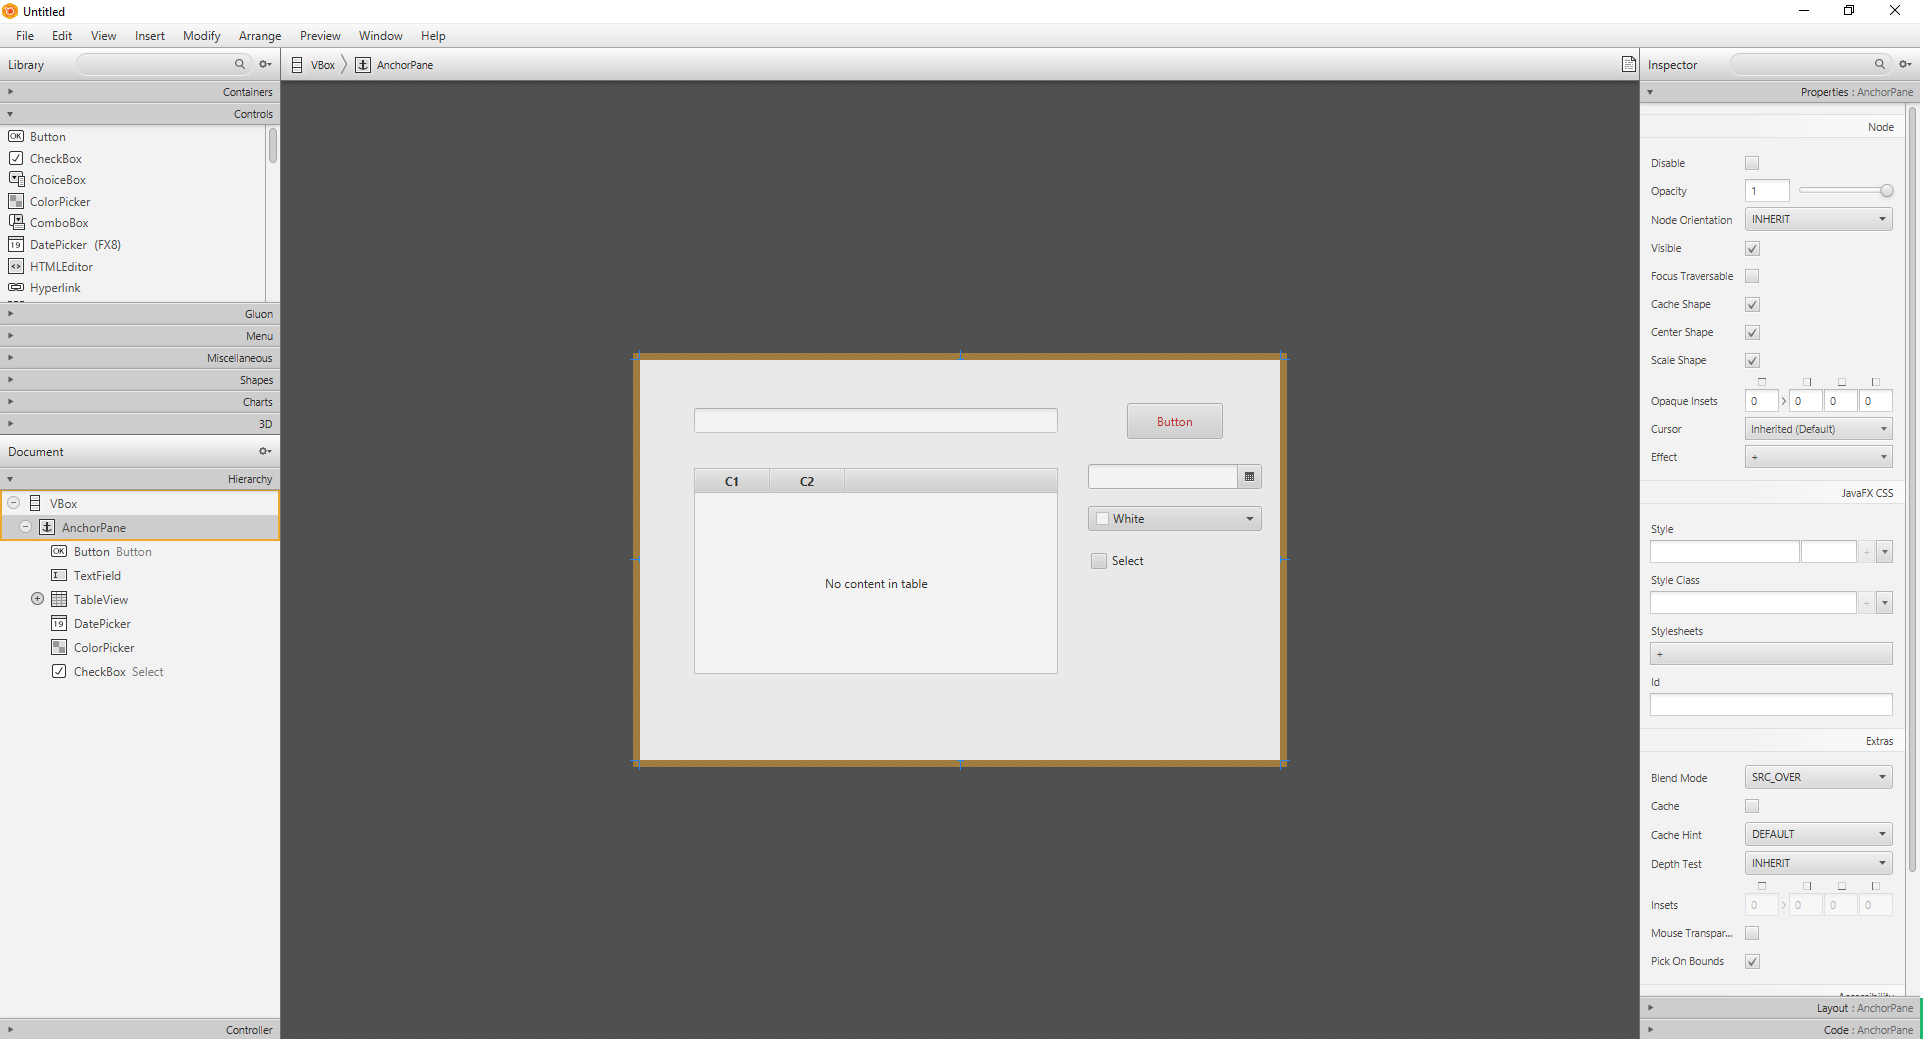 Untitled
File Edit View Insert Modify Arrange Preview Window Help
Library
VBox AnchorPane
Inspector
Containers
Controls
Button
CheckBox
ChoiceBox
ColorPicker
ComboBox
DatePicker (FX8)
HTMLEditor
Hyperlink
Gluon
Menu
Miscellaneous
Shapes
Charts
3D
Document
Hierarchy
VBox
AnchorPane
Button Button
TextField
TableView
DatePicker
ColorPicker
CheckBox Select
Controller
Button
C1 C2
White
Select
No content in table
Properties : AnchorPane
Node
Disable
Opacity 1
Node Orientation INHERIT
Visible
Focus Traversable
Cache Shape
Center Shape
Scale Shape
Opaque Insets 0 0 0 0
Cursor Inherited (Default)
Effect +
JavaFX CSS
Style
+
Style Class
+
Stylesheets
+
Id
Extras
Blend Mode SRC_OVER
Cache
Cache Hint DEFAULT
Depth Test INHERIT
Insets 0 0 0 0
Mouse Transpar...
Pick On Bounds
Layout : AnchorPane
Code : AnchorPane